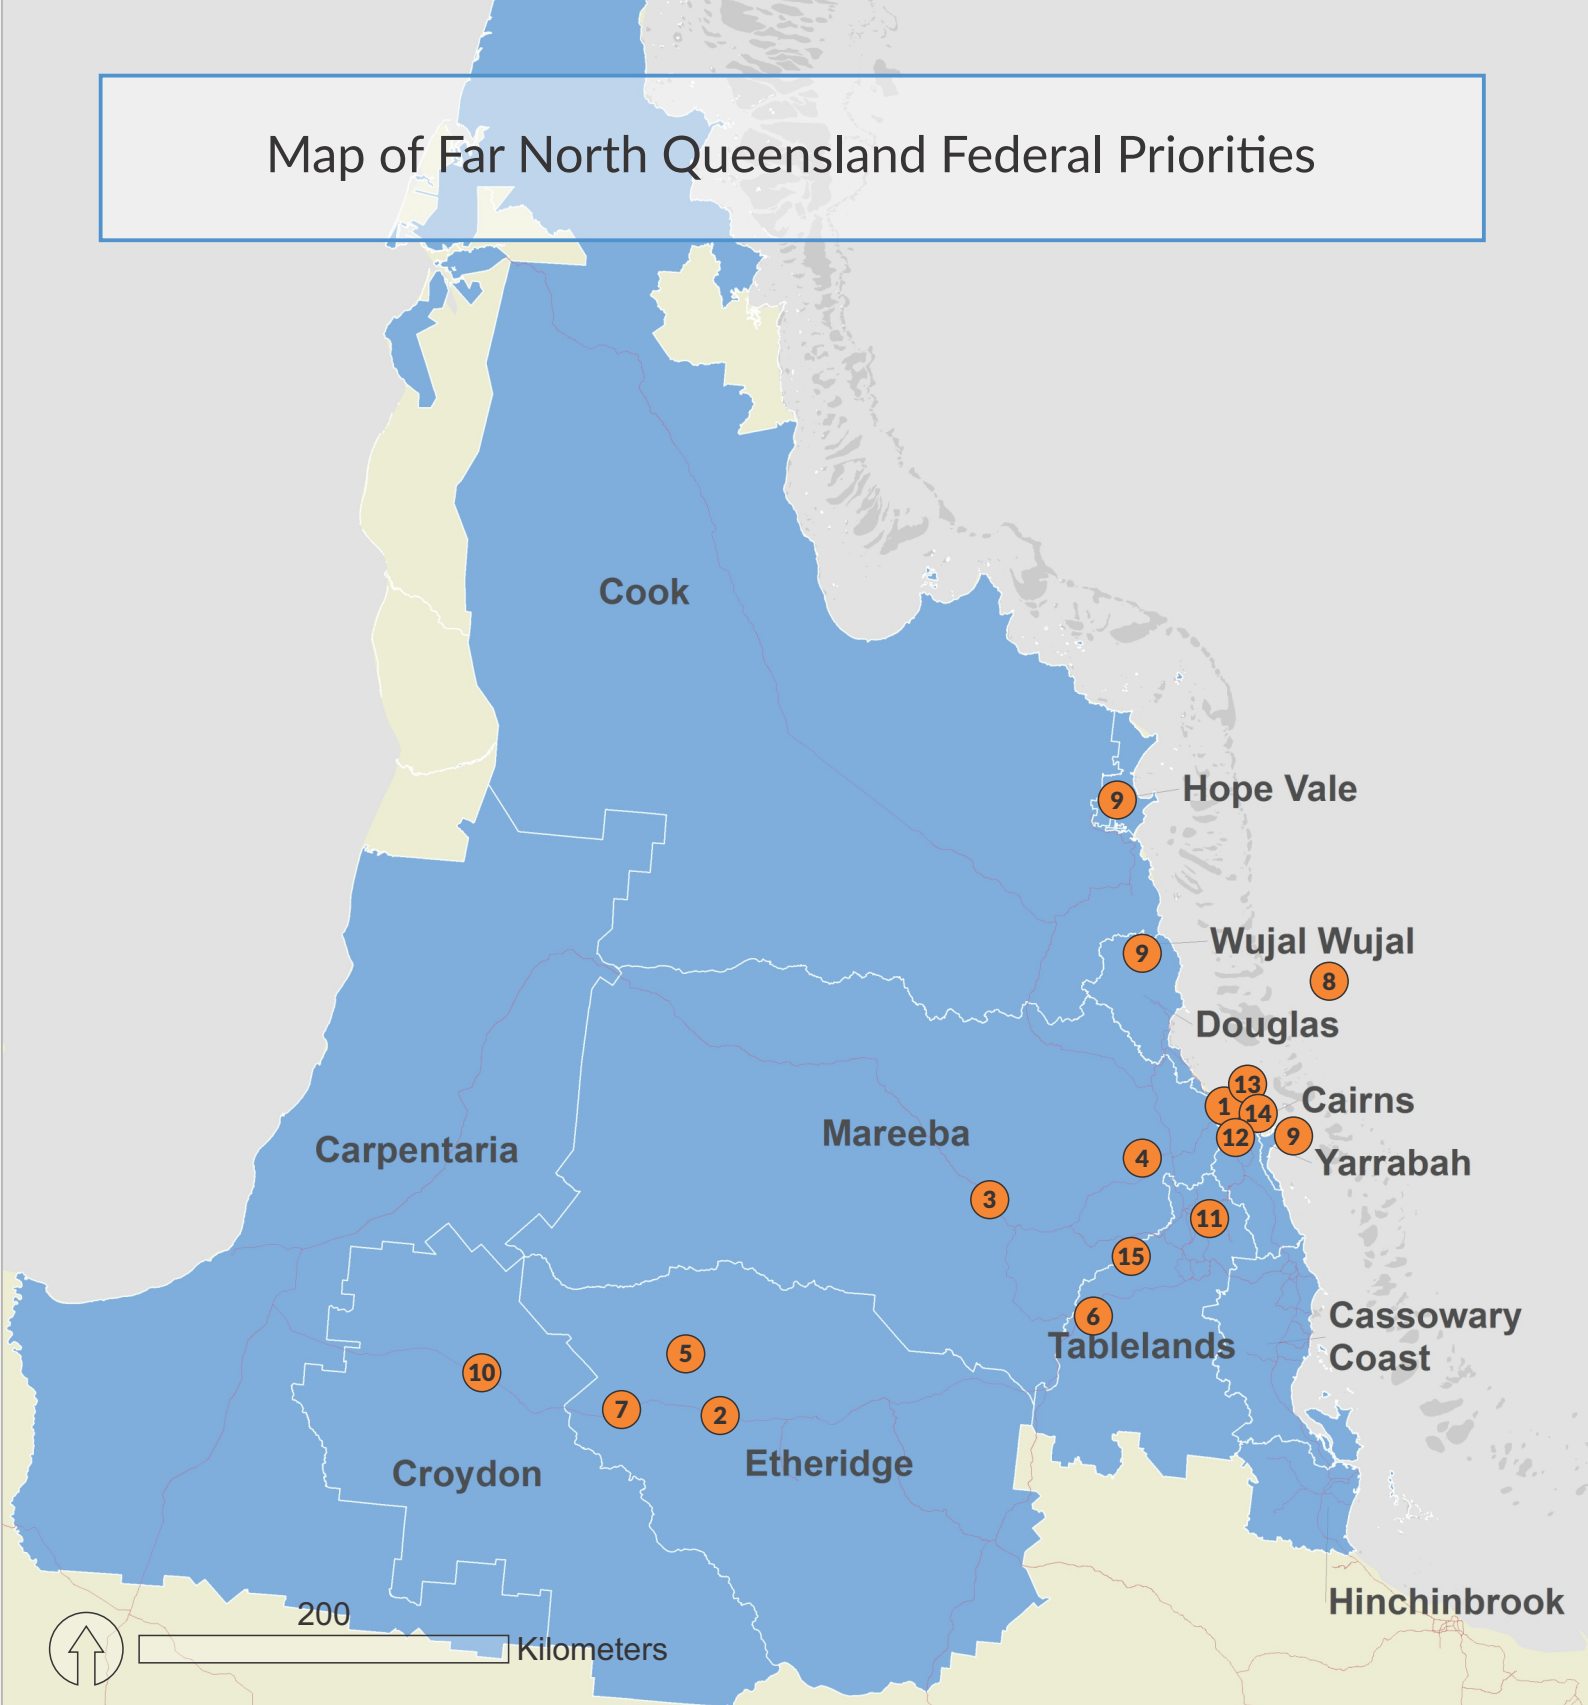 Map of Far North Queensland Federal Priorities
Cook
9
Hope Vale
9
Wujal Wujal
8
Douglas
13
1
14
Cairns
12
9
Carpentaria
Mareeba
4
Yarrabah
3
11
15
6
Cassowary
Coast
Tablelands
5
10
7
2
Croydon
Etheridge
Hinchinbrook
200
Kilometers